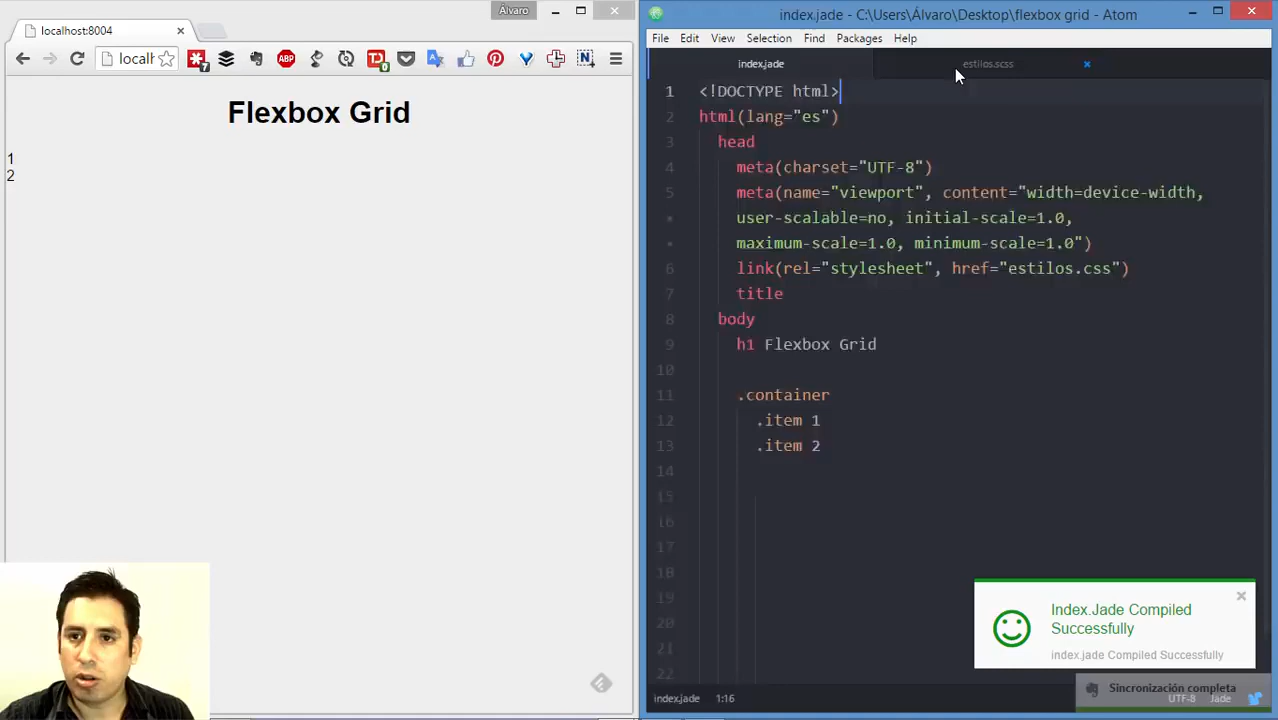 Álvaro
localhost:8004
localh
7
ABP
TD
0
N
Flexbox Grid
1
2
index.jade - C:\Users\Álvaro\Desktop\flexbox grid - Atom
File Edit View Selection Find Packages Help
index.jade
estilos.scss
1 <!DOCTYPE html>
2 html(lang="es")
3 head
4 meta(charset="UTF-8")
5 meta(name="viewport", content="width=device-width,
• user-scalable=no, initial-scale=1.0,
• maximum-scale=1.0, minimum-scale=1.0")
6 link(rel="stylesheet", href="estilos.css")
7 title
8 body
9 h1 Flexbox Grid
10
11 .container
12 .item 1
13 .item 2
14
15
16
17
18
19
20
21
22
Index.Jade Compiled
Successfully
index.jade Compiled Successfully
Sincronización completa
index.jade 1:16
UTF-8 Jade